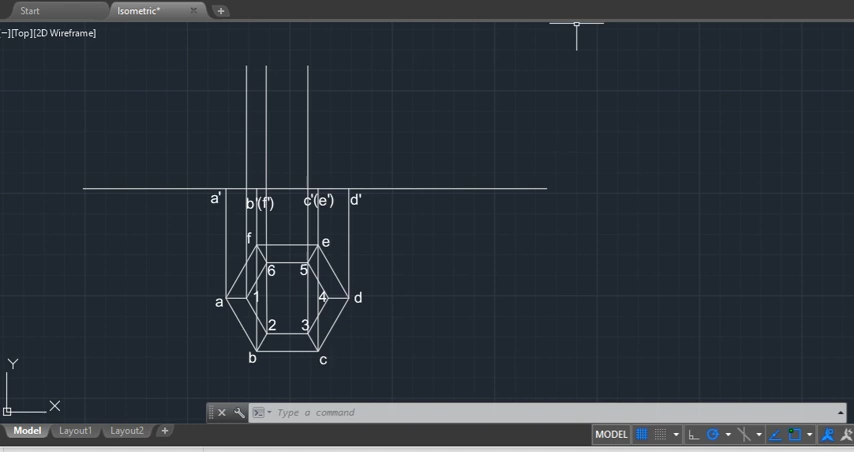 Start
Isometric*
[Top][2D Wireframe]
a'
b'(f')
c'(e')
d'
f
e
6
5
a
1
4
d
2
3
b
c
Y
X
Type a command
Model
Layout1
Layout2
MODEL